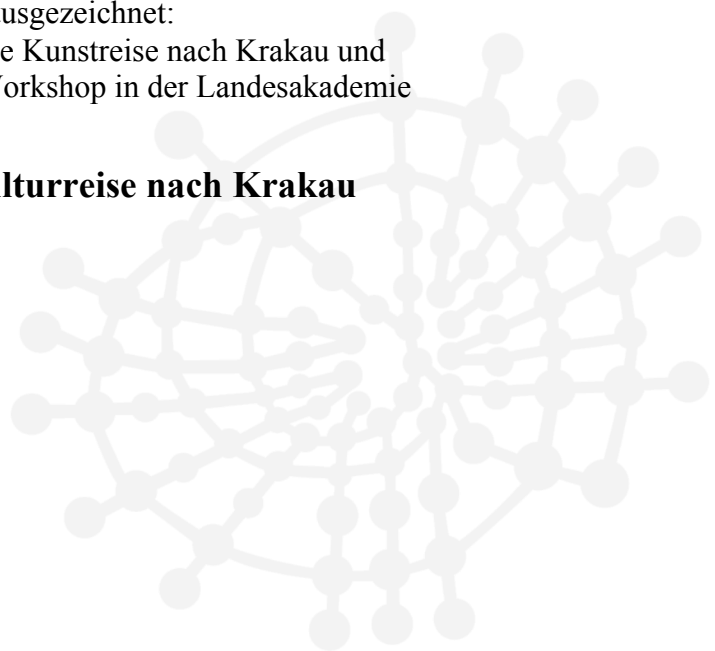 usgezeichnet:
e Kunstreise nach Krakau und
orkshop in der Landesakademie
lturreise nach Krakau